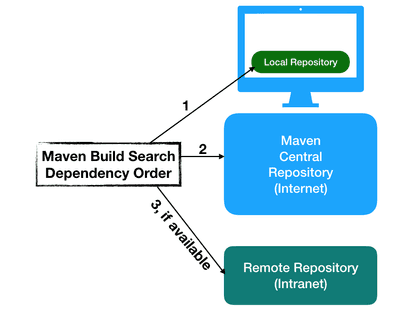 Local Repository
1
Maven Build Search
Dependency Order
2
Maven
Central
Repository
(Internet)
3, if available
Remote Repository
(Intranet)